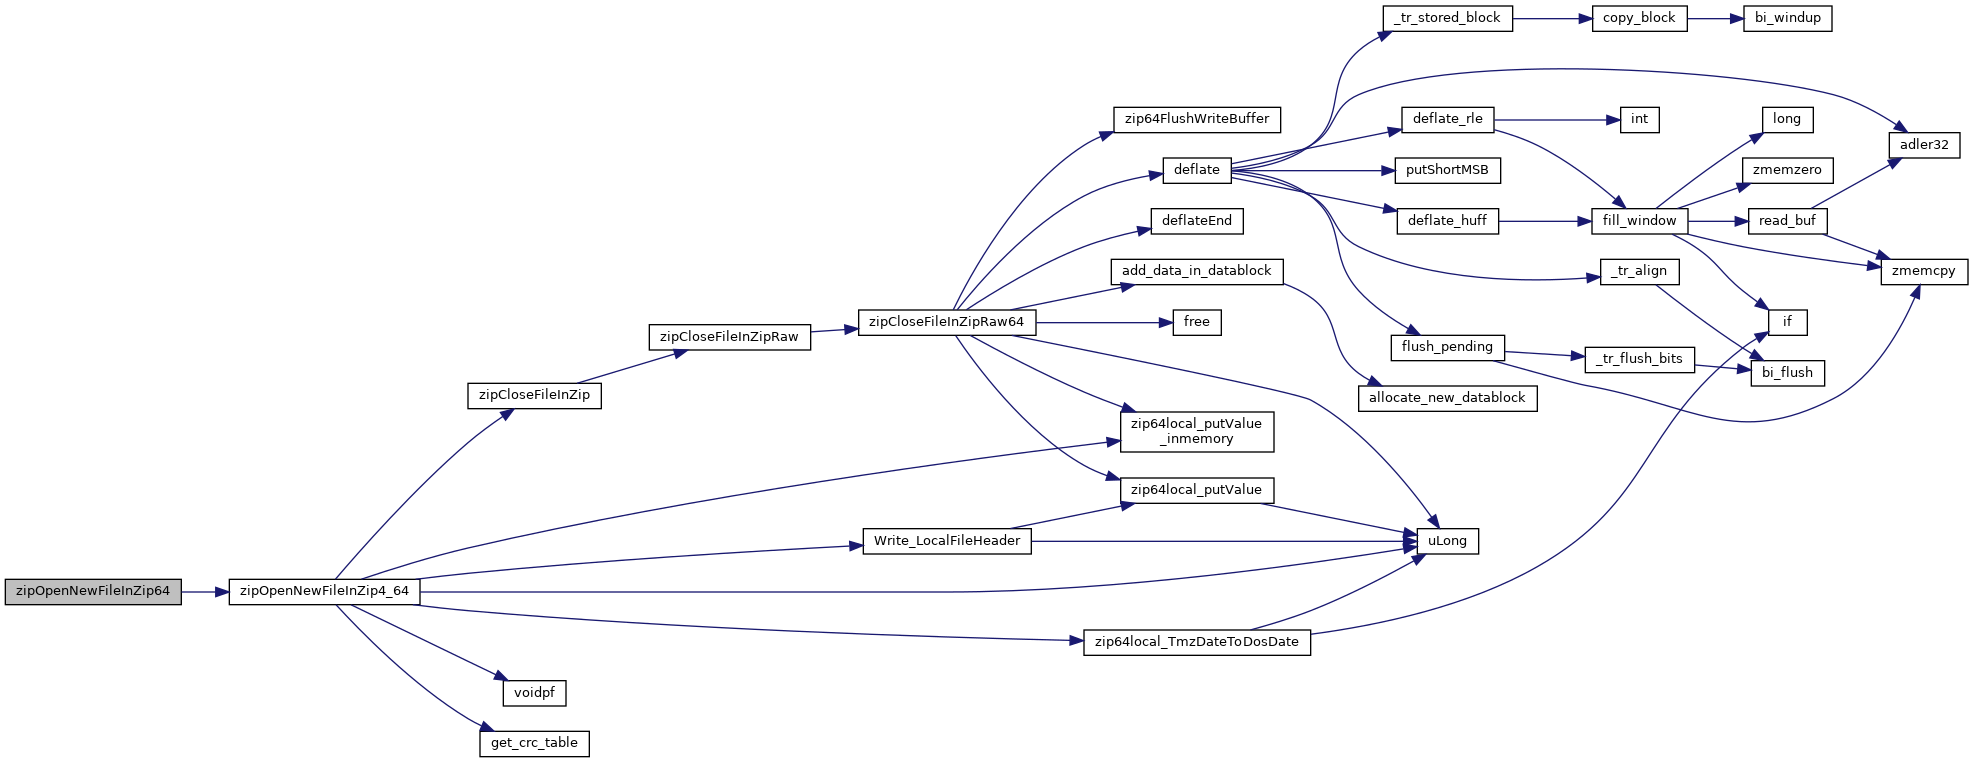 _tr_stored_block
copy_block
bi_windup
zip64FlushWriteBuffer
deflate_rle
int
long
adler32
deflate
putShortMSB
zmemzero
deflateEnd
deflate_huff
fill_window
read_buf
add_data_in_datablock
_tr_align
zmemcpy
zipCloseFileInZipRaw64
free
if
zipCloseFileInZipRaw
flush_pending
_tr_flush_bits
bi_flush
zipCloseFileInZip
allocate_new_datablock
zip64local_putValue
_inmemory
zip64local_putValue
Write_LocalFileHeader
uLong
zipOpenNewFileInZip64
zipOpenNewFileInZip4_64
zip64local_TmzDateToDosDate
voidpf
get_crc_table